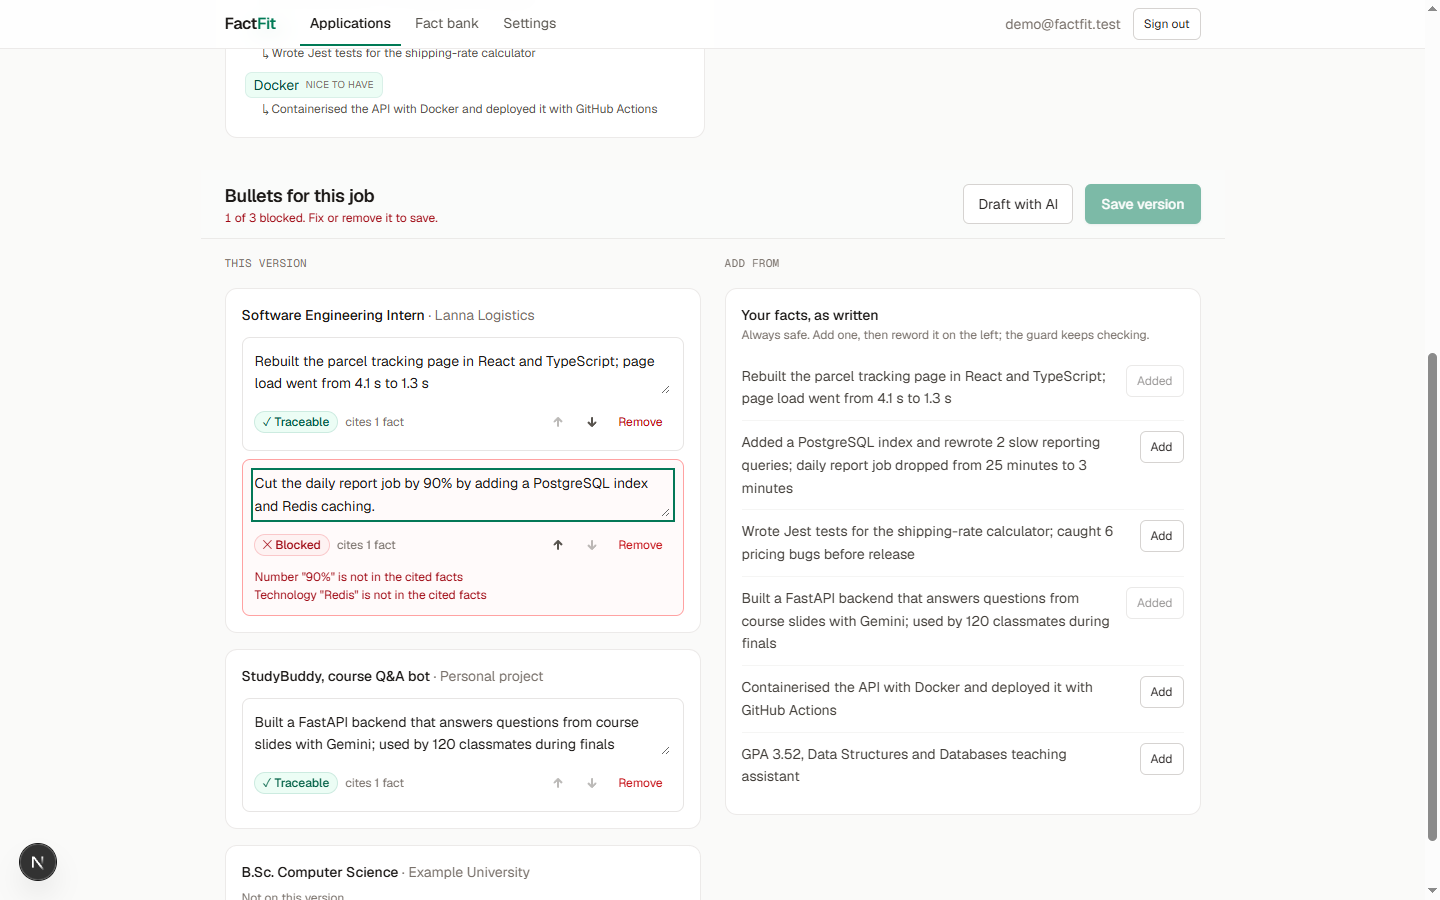 FactFit
Applications
Fact bank
Settings
demo@factfit.test
Sign out
↳ Wrote Jest tests for the shipping-rate calculator
Docker NICE TO HAVE
↳ Containerised the API with Docker and deployed it with GitHub Actions
Bullets for this job
1 of 3 blocked. Fix or remove it to save.
Draft with AI
Save version
THIS VERSION
Software Engineering Intern · Lanna Logistics
Rebuilt the parcel tracking page in React and TypeScript; page
load went from 4.1 s to 1.3 s
✓ Traceable cites 1 fact ↑ ↓ Remove
Cut the daily report job by 90% by adding a PostgreSQL index
and Redis caching.
✕ Blocked cites 1 fact ↑ ↓ Remove
Number "90%" is not in the cited facts
Technology "Redis" is not in the cited facts
StudyBuddy, course Q&A bot · Personal project
Built a FastAPI backend that answers questions from course
slides with Gemini; used by 120 classmates during finals
✓ Traceable cites 1 fact ↑ ↓ Remove
B.Sc. Computer Science · Example University
Not on this version
ADD FROM
Your facts, as written
Always safe. Add one, then reword it on the left; the guard keeps checking.
Rebuilt the parcel tracking page in React and TypeScript;
page load went from 4.1 s to 1.3 s
Added
Added a PostgreSQL index and rewrote 2 slow reporting
queries; daily report job dropped from 25 minutes to 3
minutes
Add
Wrote Jest tests for the shipping-rate calculator; caught 6
pricing bugs before release
Add
Built a FastAPI backend that answers questions from
course slides with Gemini; used by 120 classmates during
finals
Added
Containerised the API with Docker and deployed it with
GitHub Actions
Add
GPA 3.52, Data Structures and Databases teaching
assistant
Add
N